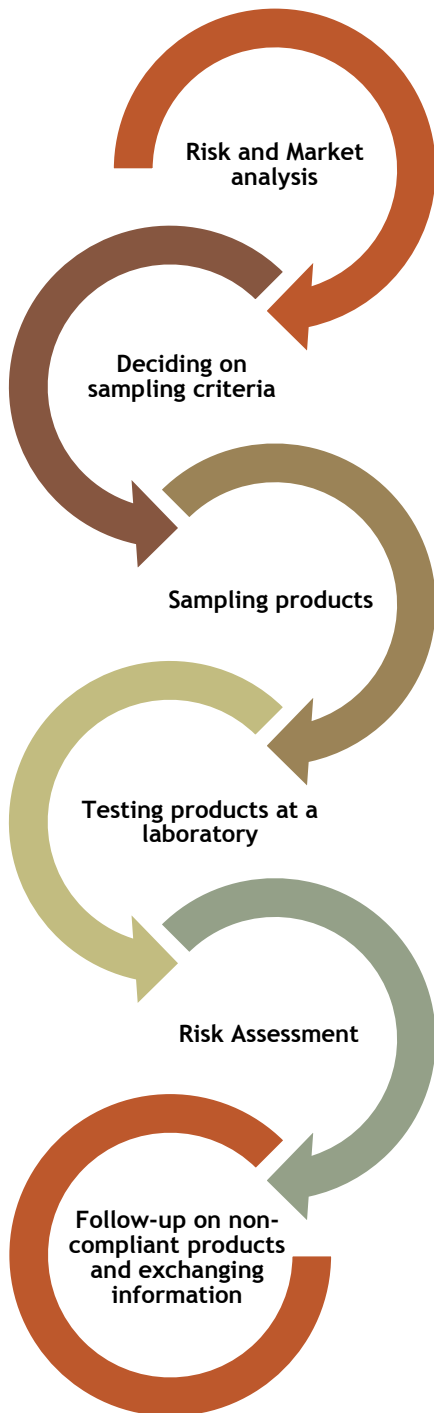 Risk and Market
analysis
Deciding on
sampling criteria
Sampling products
Testing products at a
laboratory
Risk Assessment
Follow-up on non-
compliant products
and exchanging
information